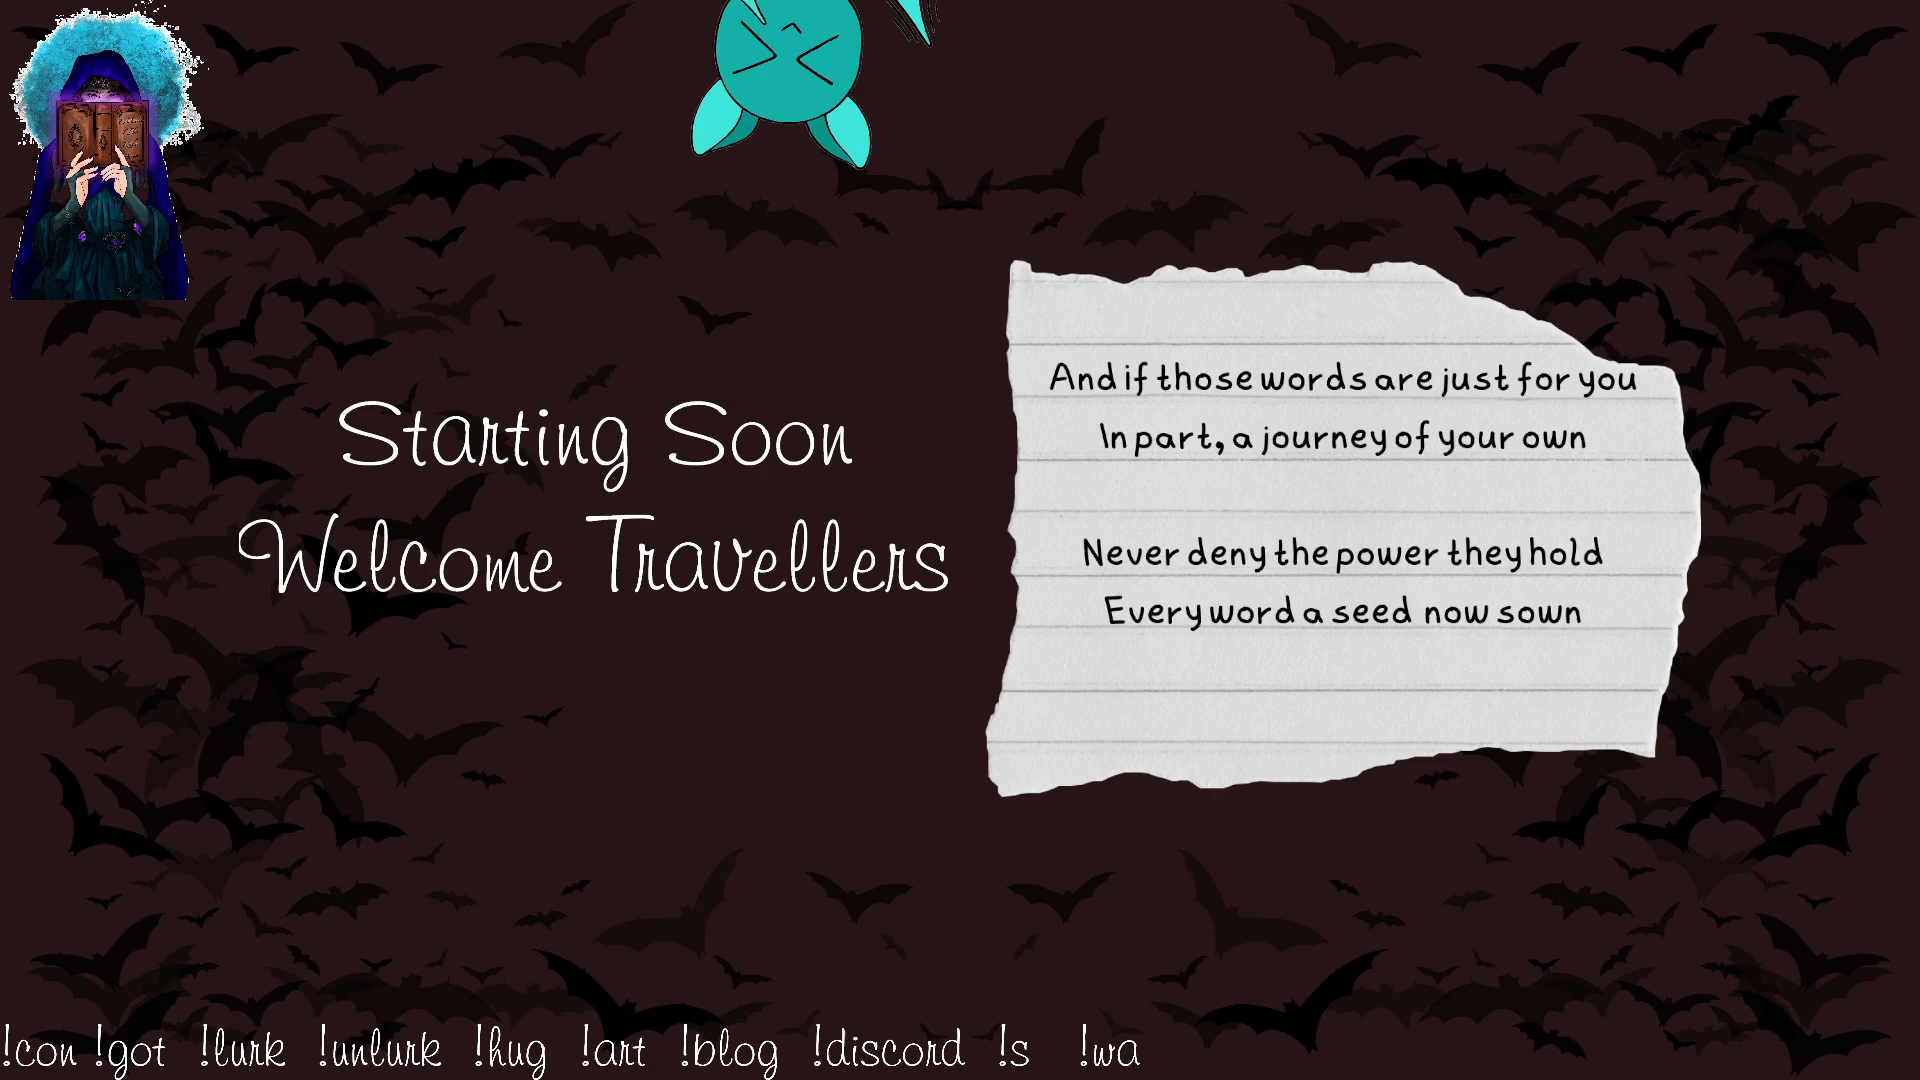 Starting Soon
Welcome Travellers
And if those words are just for you
In part, a journey of your own
Never deny the power they hold
Every word a seed now sown
!con !got !lurk !unlurk !hug !art !blog !discord !s !wa